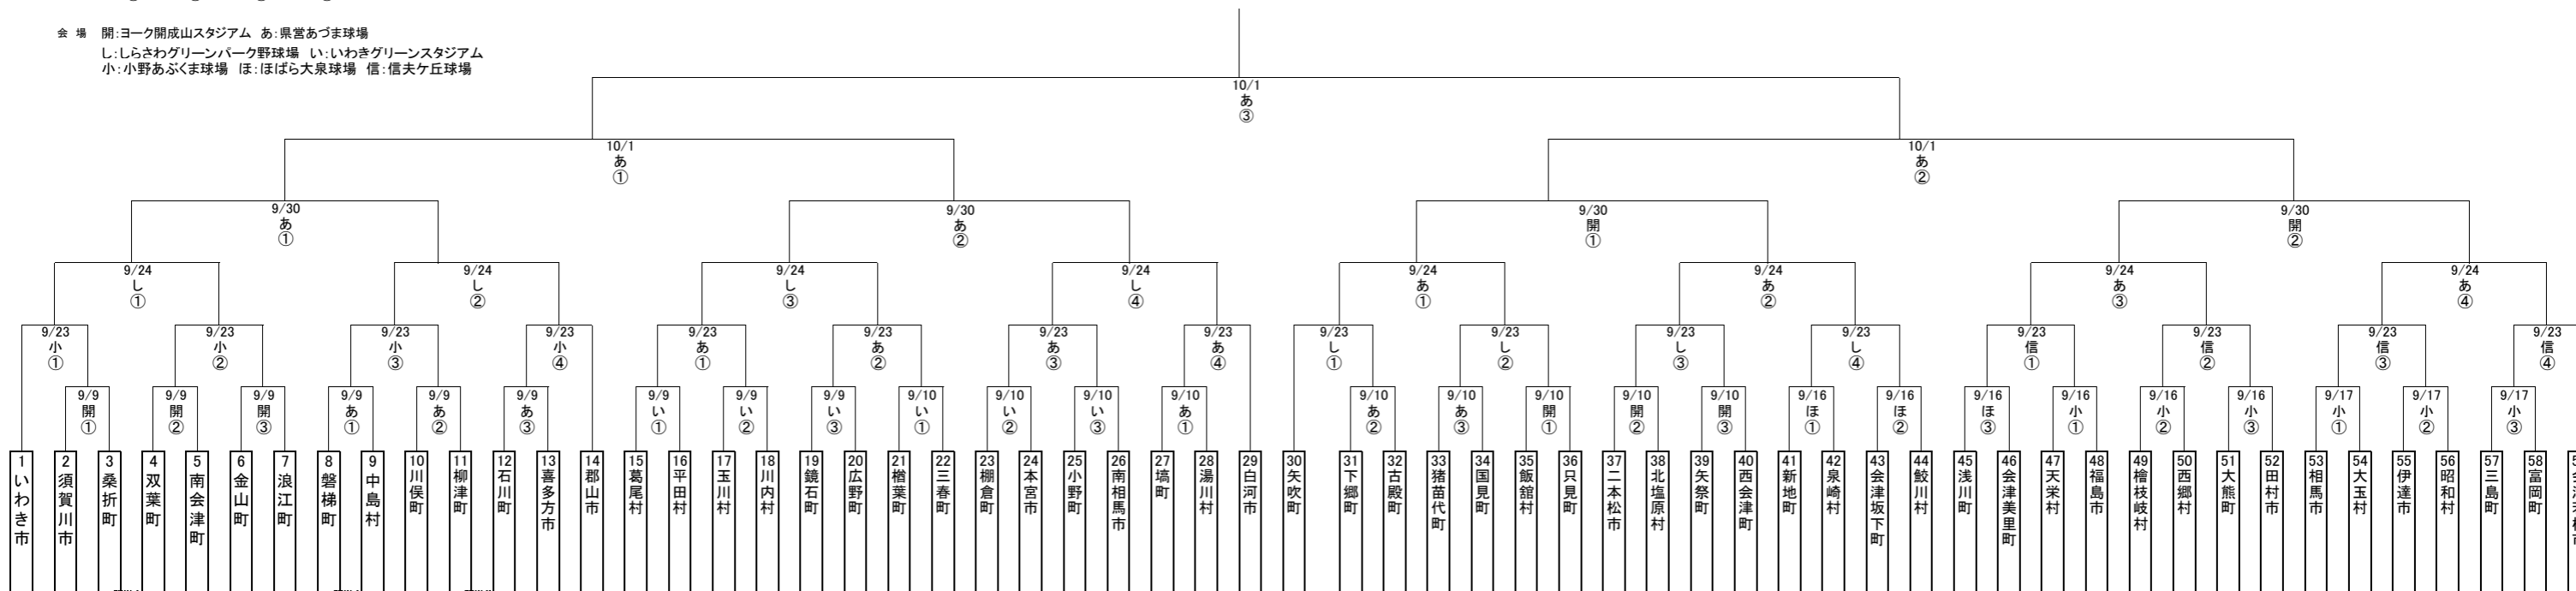 会 場 開:ヨーク開成山スタジアム あ:県営あづま球場
し:しらさわグリーンパーク野球場 い:いわきグリーンスタジアム
小:小野あぶくま球場 ほ:ほばら大泉球場 信:信夫ケ丘球場
10/1
あ
③
10/1
あ
①
10/1
あ
②
9/30
あ
①
9/30
あ
②
9/30
開
①
9/30
開
②
9/24
し
①
9/24
し
②
9/24
し
③
9/24
し
④
9/24
あ
①
9/24
あ
②
9/24
あ
③
9/24
あ
④
9/23
小
①
9/23
小
②
9/23
小
③
9/23
小
④
9/23
あ
①
9/23
あ
②
9/23
あ
③
9/23
あ
④
9/23
し
①
9/23
し
②
9/23
し
③
9/23
し
④
9/23
信
①
9/23
信
②
9/23
信
③
9/23
信
④
9/9
開
①
9/9
開
②
9/9
開
③
9/9
あ
①
9/9
あ
②
9/9
あ
③
9/9
い
①
9/9
い
②
9/9
い
③
9/10
い
①
9/10
い
②
9/10
い
③
9/10
あ
①
9/10
あ
②
9/10
あ
③
9/10
開
①
9/10
開
②
9/10
開
③
9/16
ほ
①
9/16
ほ
②
9/16
ほ
③
9/16
小
①
9/16
小
②
9/16
小
③
9/17
小
①
9/17
小
②
9/17
小
③
1 いわき市
2 須賀川市
3 桑折町
4 双葉町
5 南会津町
6 金山町
7 浪江町
8 磐梯町
9 中島村
10 川俣町
11 柳津町
12 石川町
13 喜多方市
14 郡山市
15 葛尾村
16 平田村
17 玉川村
18 川内村
19 鏡石町
20 広野町
21 楢葉町
22 三春町
23 棚倉町
24 本宮市
25 小野町
26 南相馬市
27 塙町
28 湯川村
29 白河市
30 矢吹町
31 下郷町
32 古殿町
33 猪苗代町
34 国見町
35 飯舘村
36 只見町
37 二本松市
38 北塩原村
39 矢祭町
40 西会津町
41 新地町
42 泉崎村
43 会津坂下町
44 鮫川村
45 浅川町
46 会津美里町
47 天栄村
48 福島市
49 檜枝岐村
50 西郷村
51 大熊町
52 田村市
53 相馬市
54 大玉村
55 伊達市
56 昭和村
57 三島町
58 富岡町